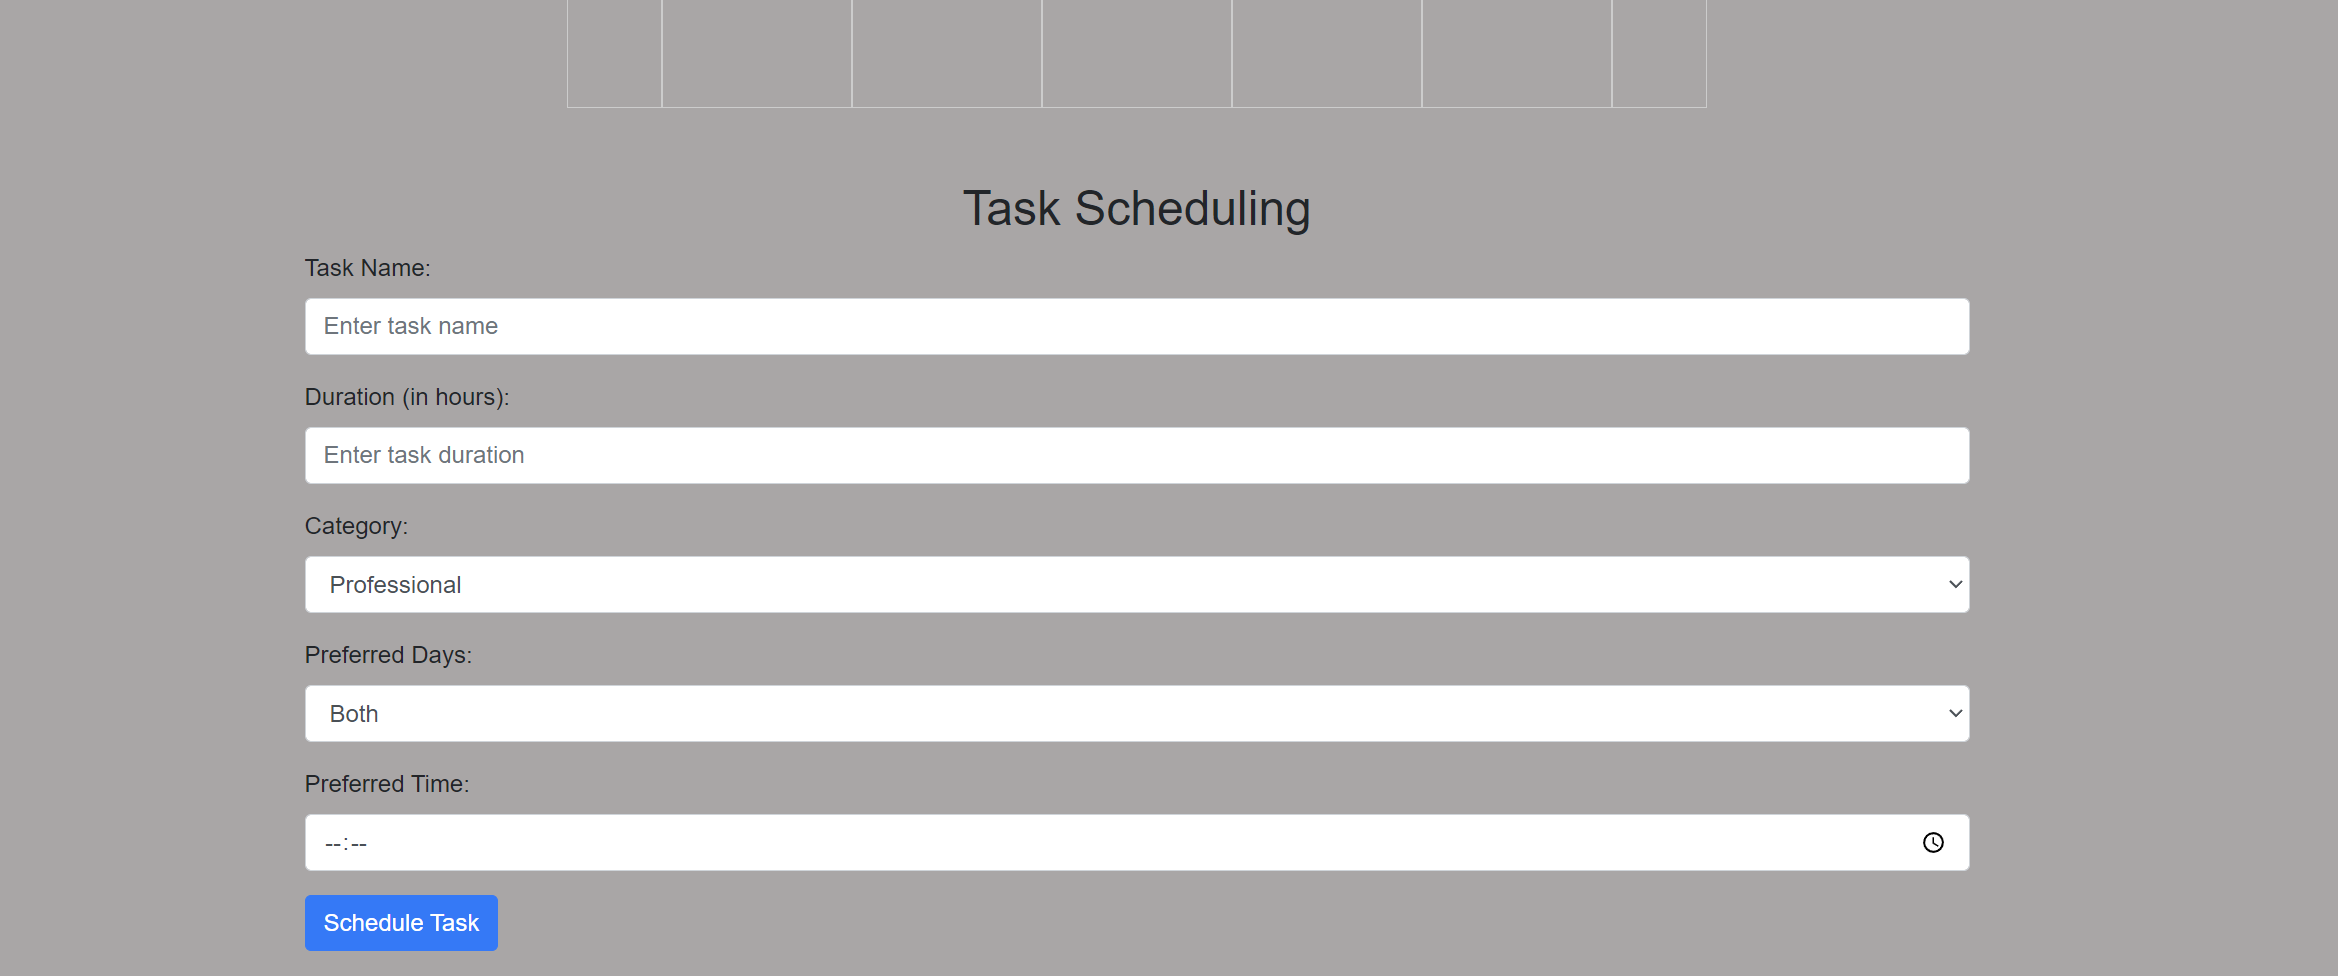 Task Scheduling
Task Name:
Enter task name
Duration (in hours):
Enter task duration
Category:
Professional
Preferred Days:
Both
Preferred Time:
--:--
Schedule Task